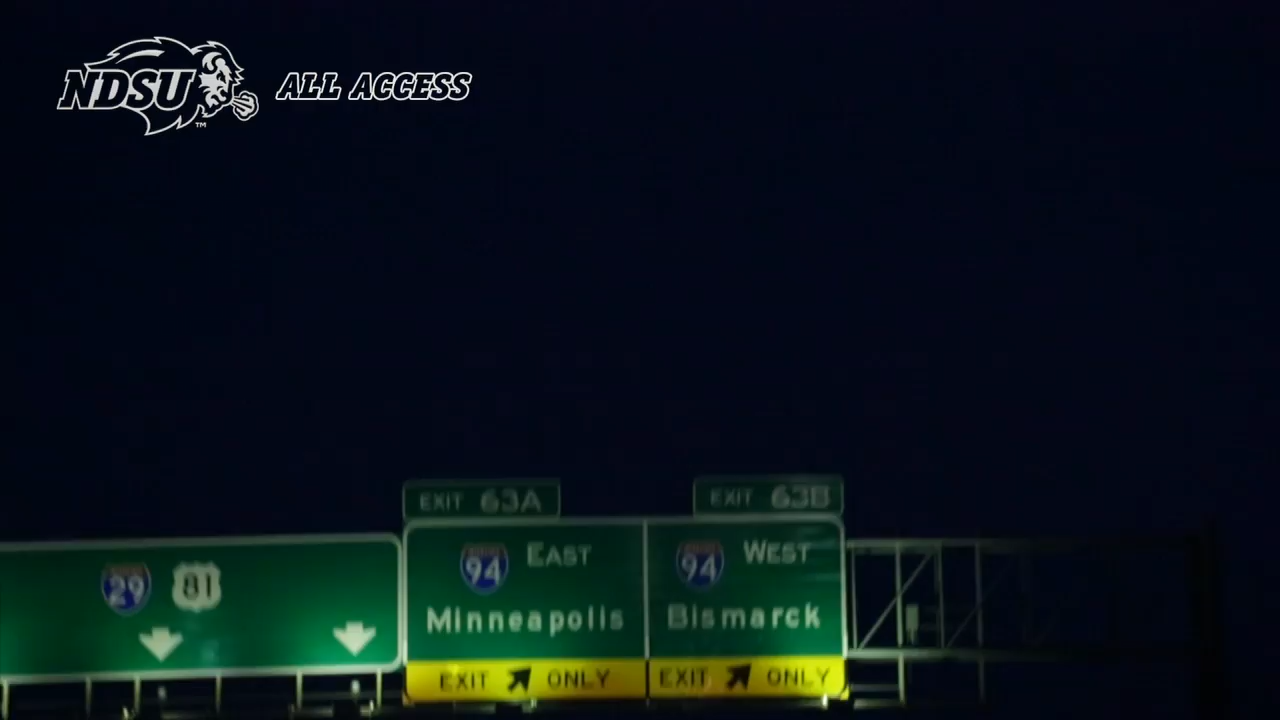 NDSU ALL ACCESS
TM
EXIT 63A
EXIT 63B
29 81
94 EAST
Minneapolis
94 WEST
Bismarck
EXIT ONLY
EXIT ONLY